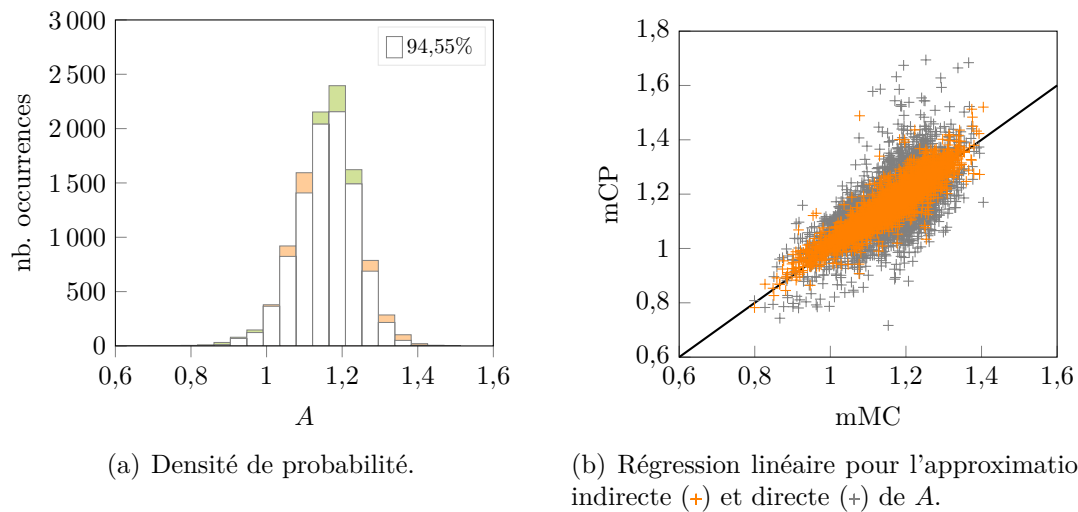 3 000
2 500
2 000
1 500
1 000
500
0
nb. occurrences
94,55%
0,6 0,8 1 1,2 1,4 1,6
A
(a) Densité de probabilité.
1,8
1,6
1,4
1,2
1
0,8
0,6
mCP
0,6 0,8 1 1,2 1,4 1,6
mMC
(b) Régression linéaire pour l'approximatio
indirecte (+) et directe (+) de A.